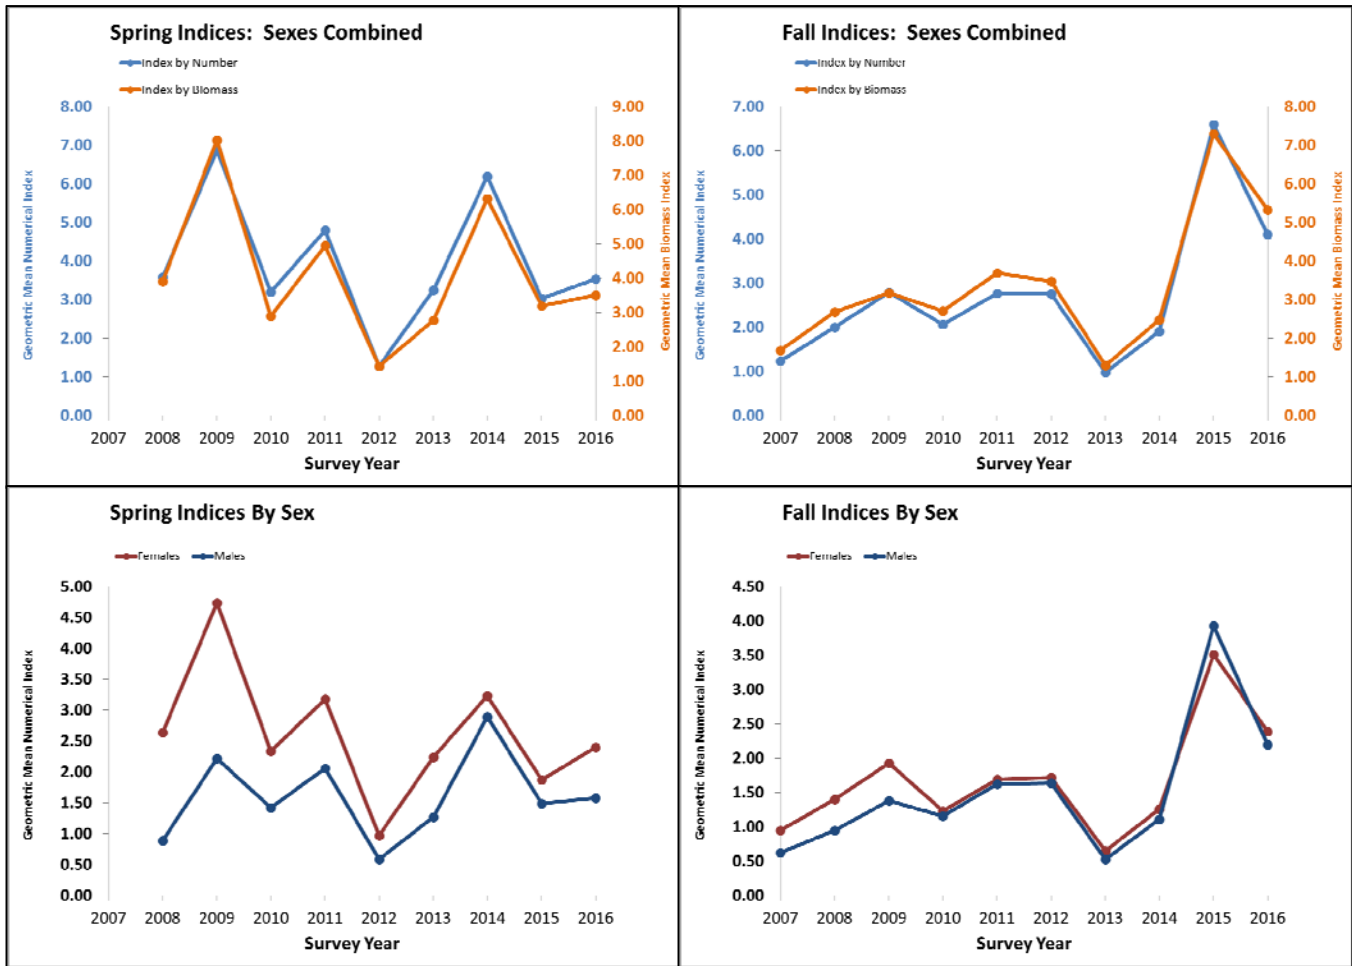 Spring Indices:  Sexes Combined
Index by Number
Index by Biomass
8.00
7.00
6.00
5.00
4.00
3.00
2.00
1.00
0.00
Geometric Mean Numerical Index
9.00
8.00
7.00
6.00
5.00
4.00
3.00
2.00
1.00
0.00
Geometric Mean Biomass Index
2007 2008 2009 2010 2011 2012 2013 2014 2015 2016
Survey Year
Fall Indices:  Sexes Combined
Index by Number
Index by Biomass
7.00
6.00
5.00
4.00
3.00
2.00
1.00
0.00
Geometric Mean Numerical Index
8.00
7.00
6.00
5.00
4.00
3.00
2.00
1.00
0.00
Geometric Mean Biomass Index
2007 2008 2009 2010 2011 2012 2013 2014 2015 2016
Survey Year
Spring Indices By Sex
Females Males
5.00
4.50
4.00
3.50
3.00
2.50
2.00
1.50
1.00
0.50
0.00
Geometric Mean Numerical Index
2007 2008 2009 2010 2011 2012 2013 2014 2015 2016
Survey Year
Fall Indices By Sex
Females Males
4.50
4.00
3.50
3.00
2.50
2.00
1.50
1.00
0.50
0.00
Geometric Mean Numerical Index
2007 2008 2009 2010 2011 2012 2013 2014 2015 2016
Survey Year